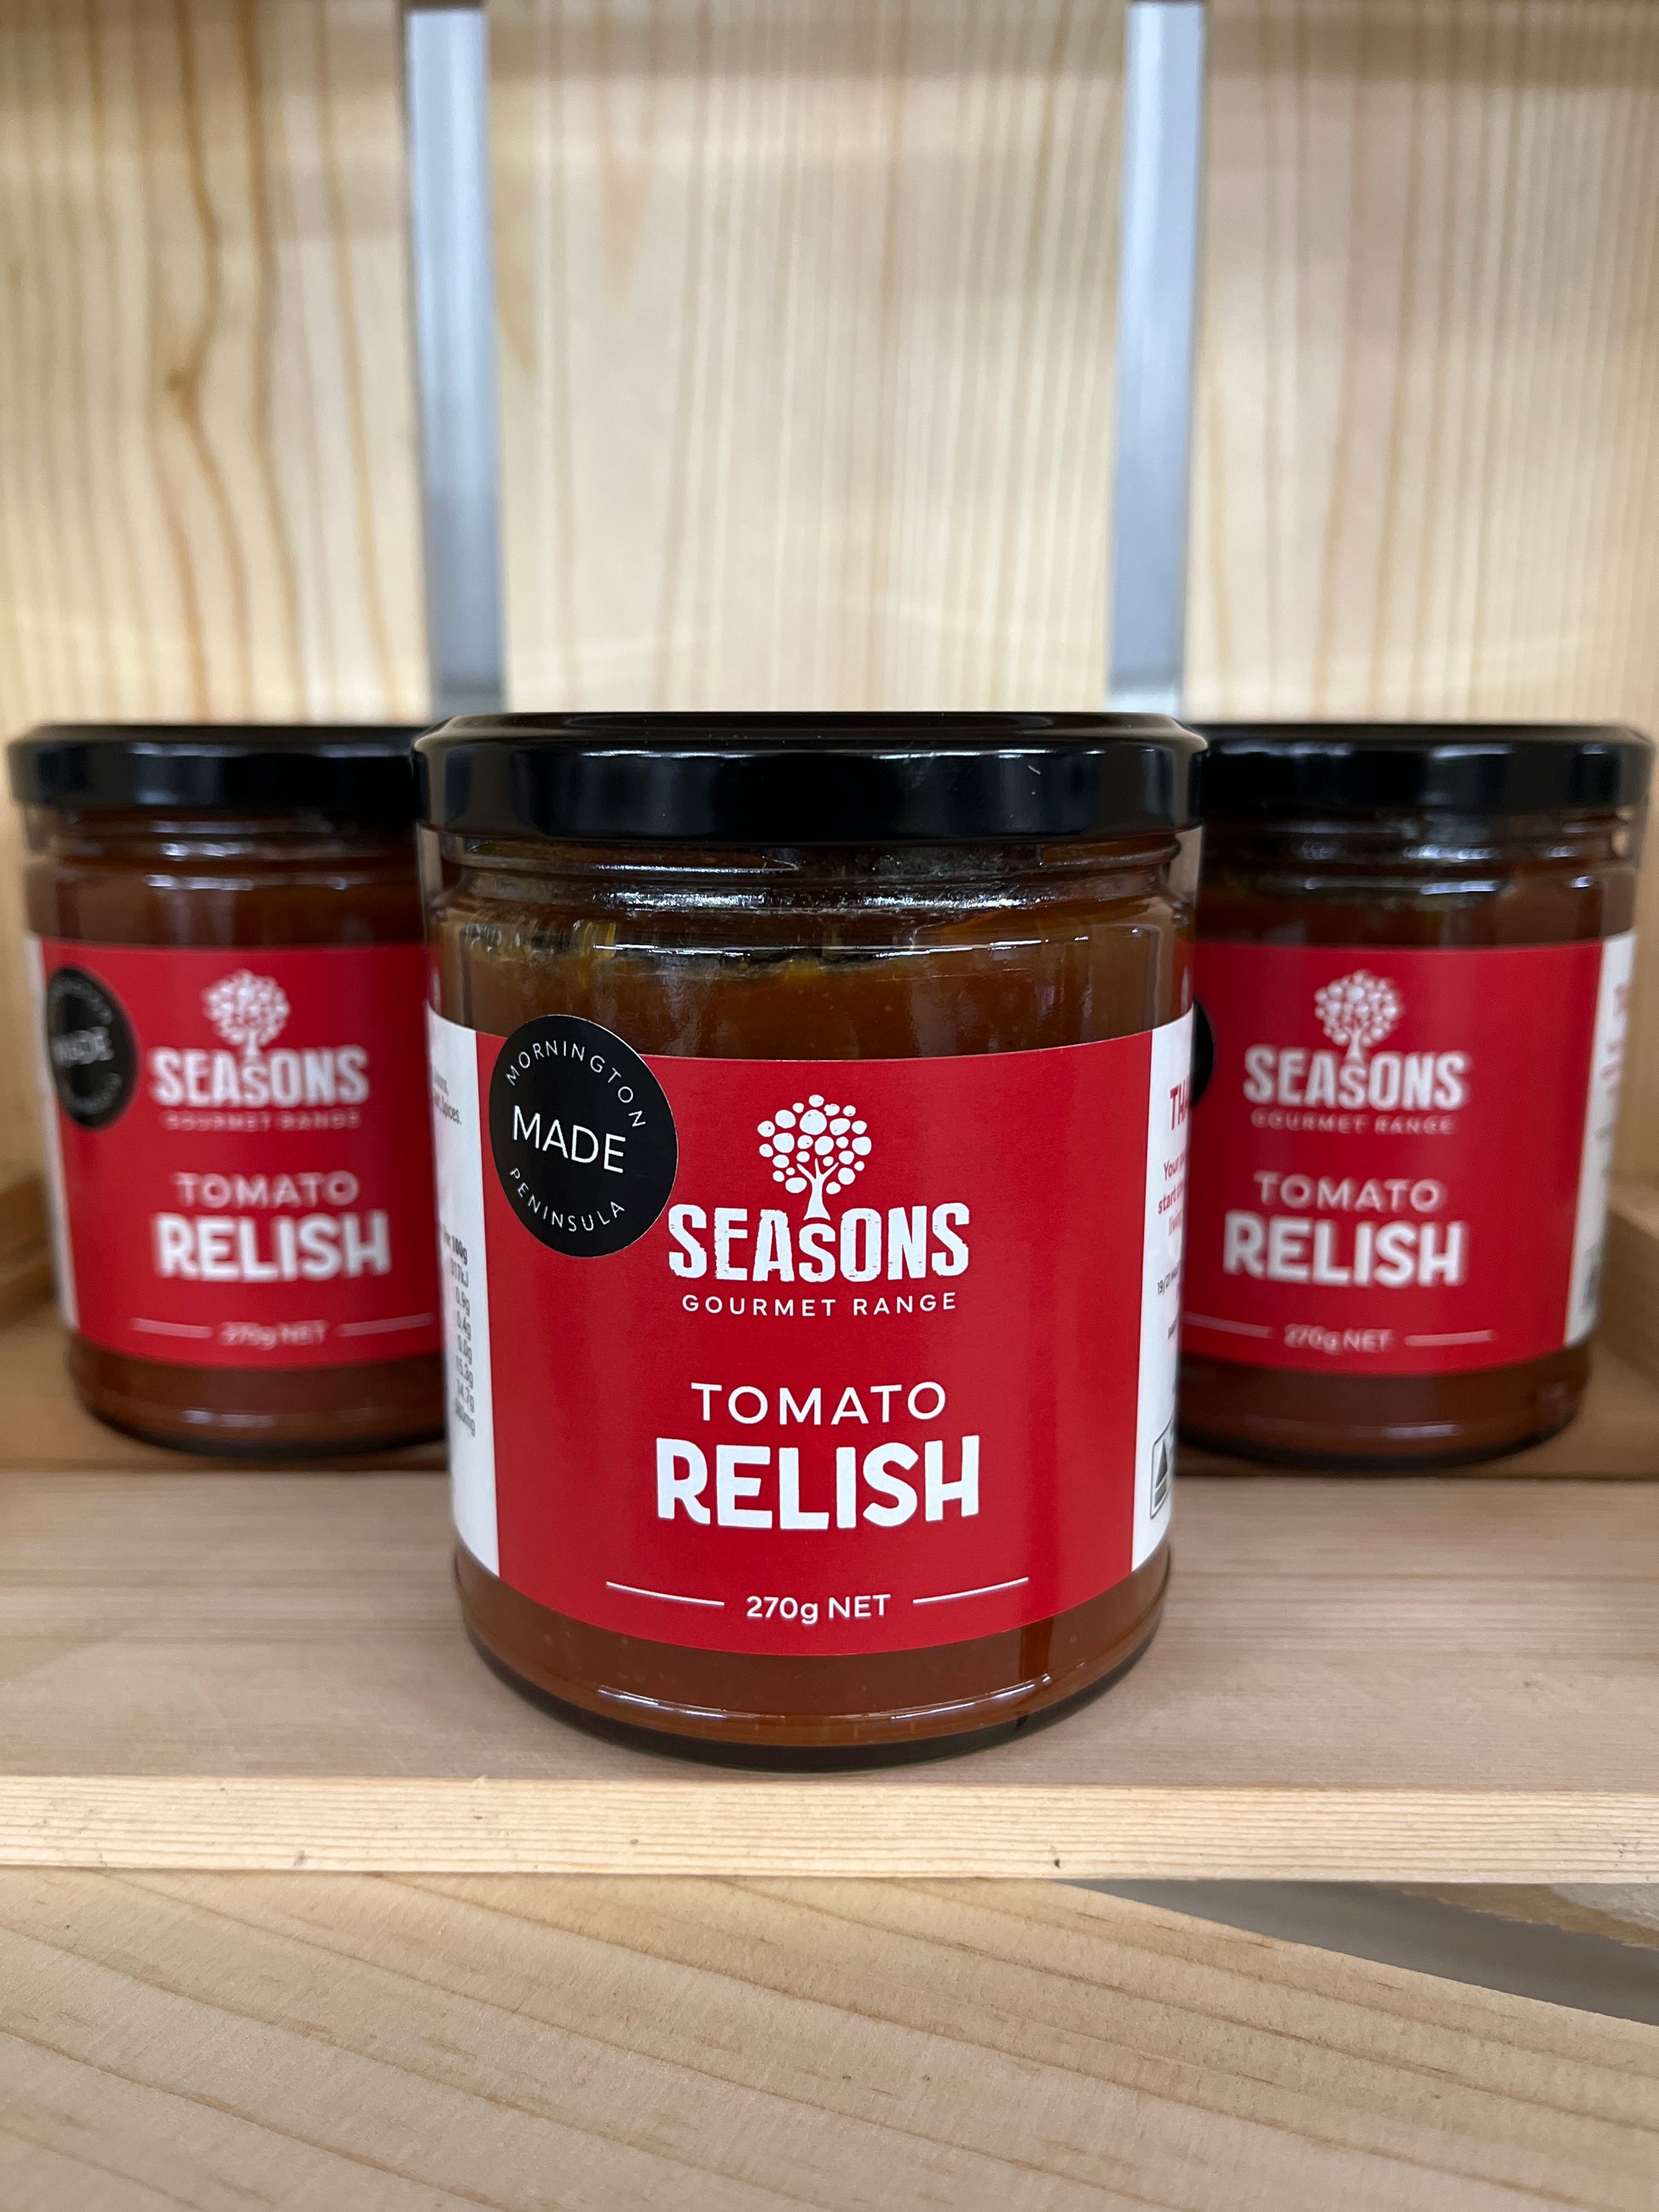 MORNINGTON
MADE
PENINSULA
SEASONS
GOURMET RANGE
TOMATO
RELISH
270g NET
MADE
SEASONS
GOURMET RANGE
TOMATO
RELISH
270g NET
SEASONS
GOURMET RANGE
TOMATO
RELISH
270g NET